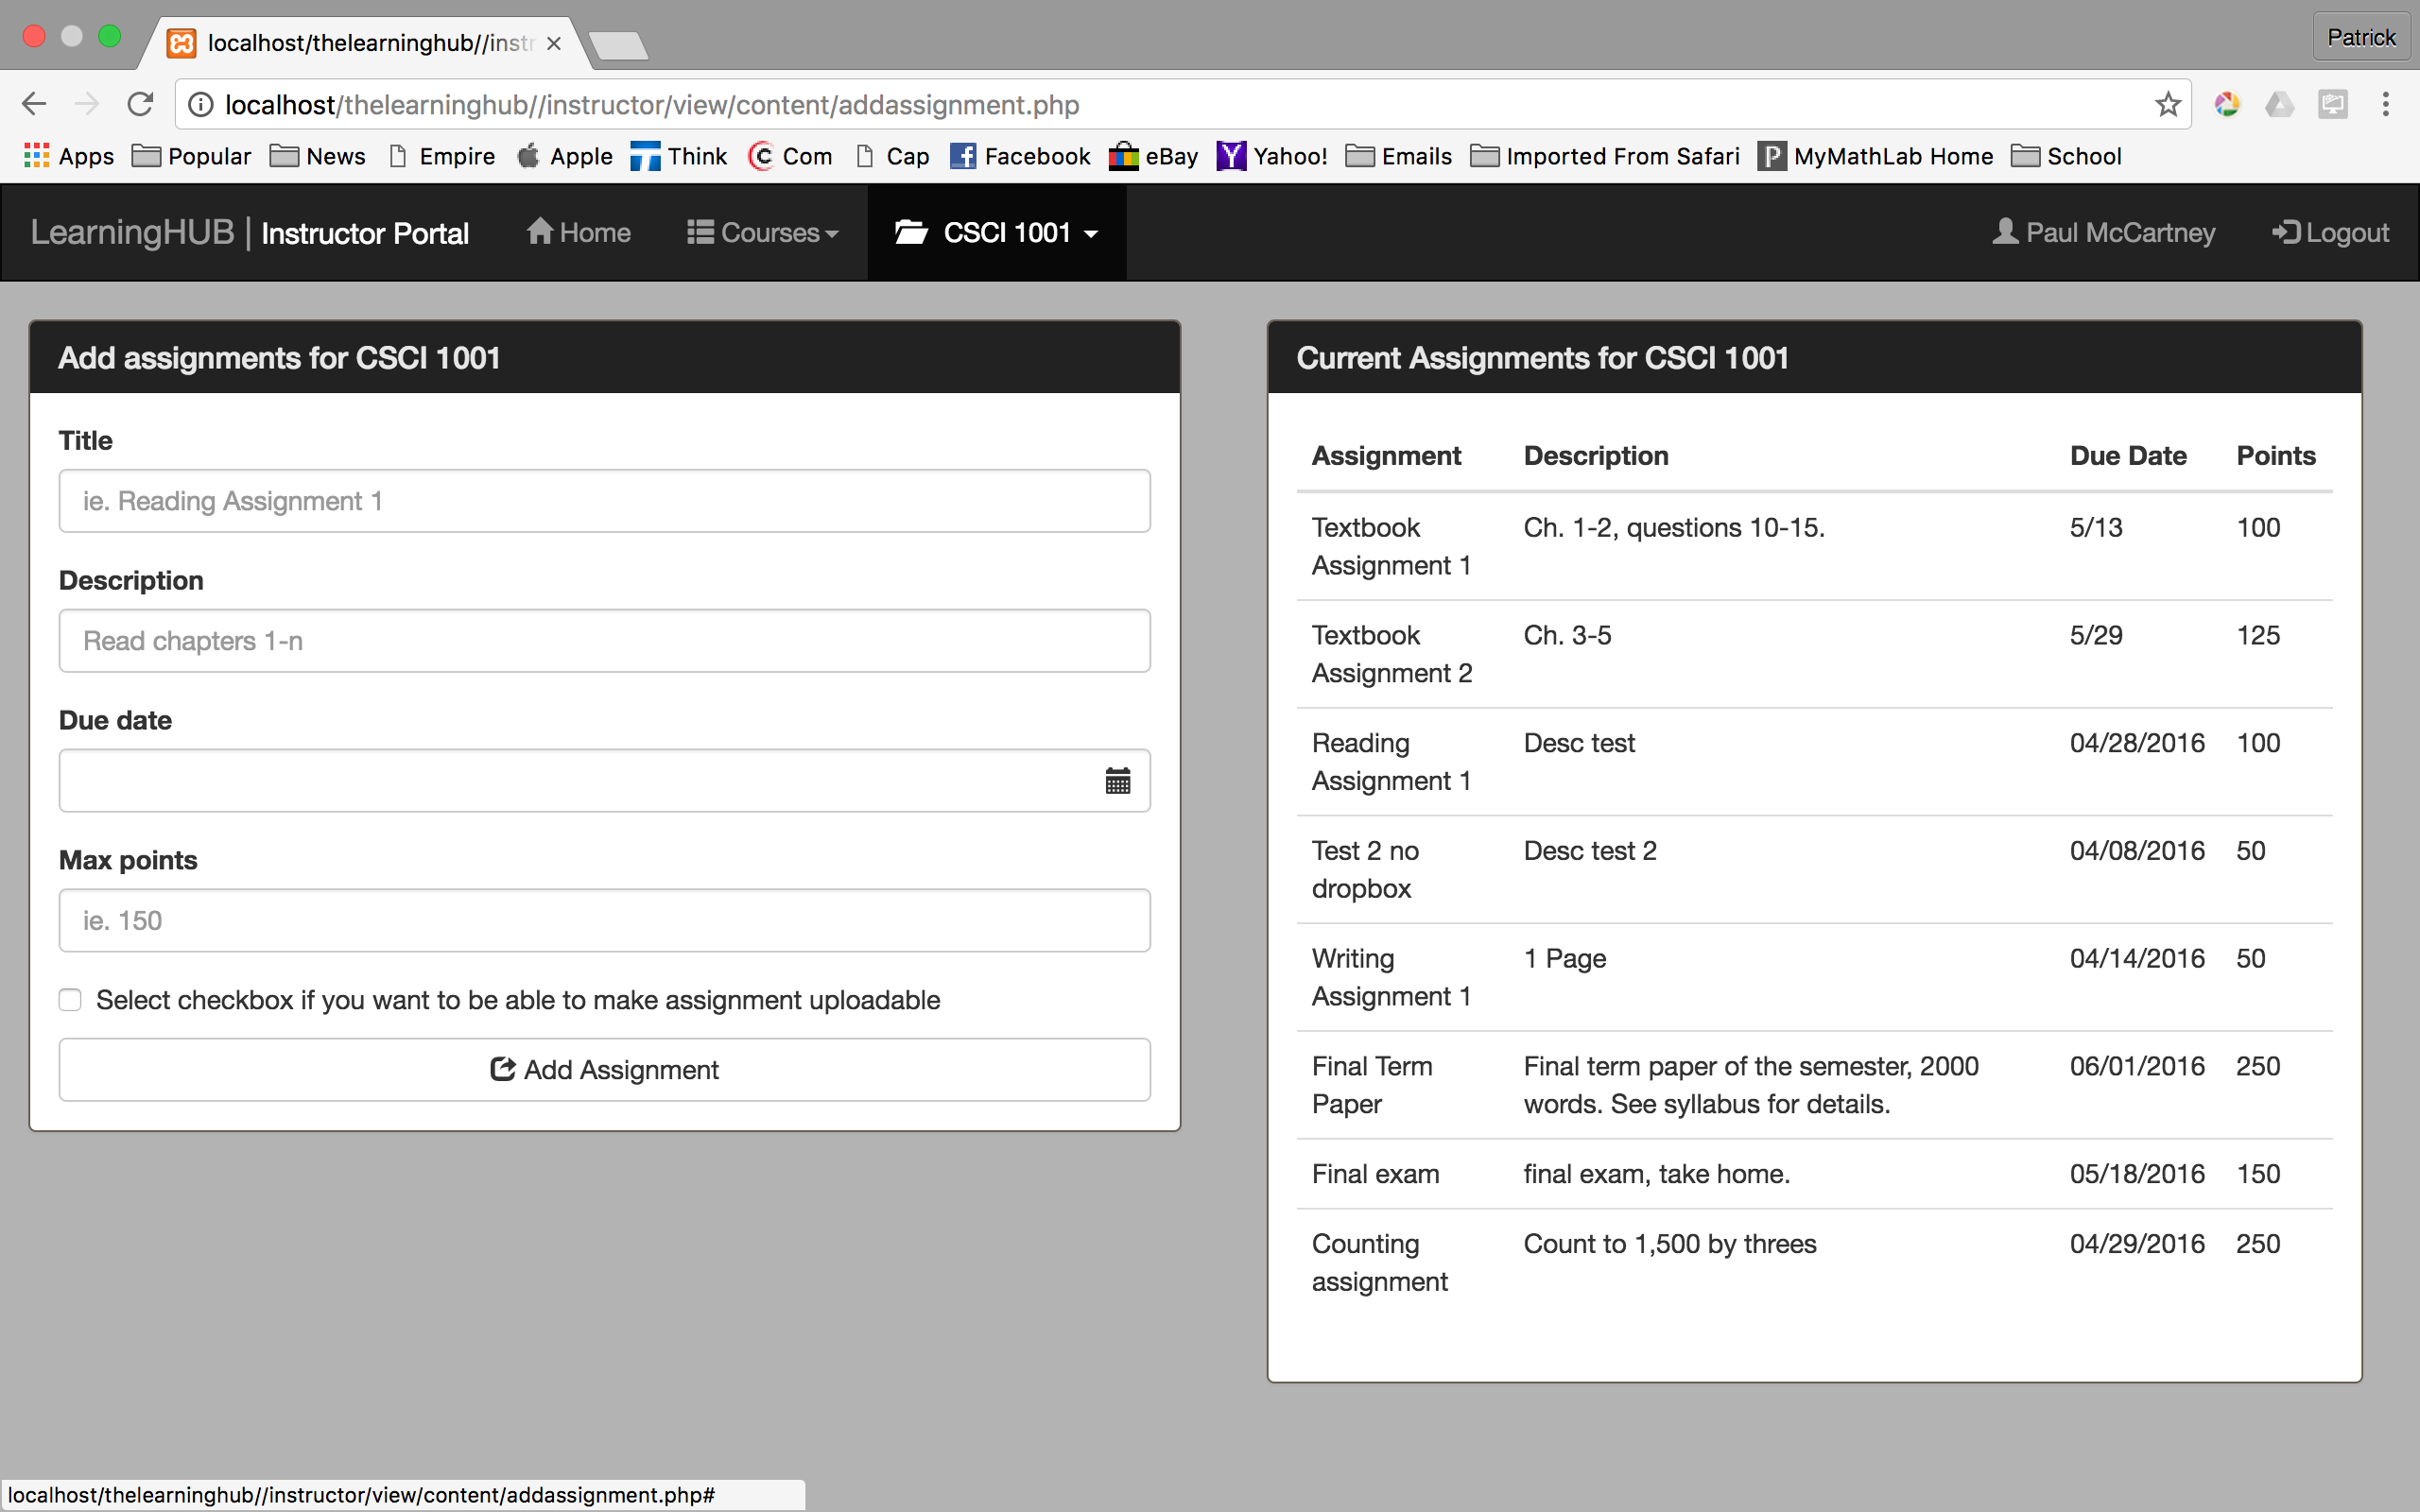 localhost/thelearninghub//instr
Patrick
localhost/thelearninghub//instructor/view/content/addassignment.php
Apps Popular News Empire Apple Think Com Cap Facebook eBay Yahoo! Emails Imported From Safari MyMathLab Home School
LearningHUB | Instructor Portal Home Courses CSCI 1001 Paul McCartney Logout
Add assignments for CSCI 1001
Title
ie. Reading Assignment 1
Description
Read chapters 1-n
Due date
Max points
ie. 150
Select checkbox if you want to be able to make assignment uploadable
Add Assignment
Current Assignments for CSCI 1001
Assignment Description Due Date Points
Textbook Ch. 1-2, questions 10-15. 5/13 100
Assignment 1
Textbook Ch. 3-5 5/29 125
Assignment 2
Reading Desc test 04/28/2016 100
Assignment 1
Test 2 no Desc test 2 04/08/2016 50
dropbox
Writing 1 Page 04/14/2016 50
Assignment 1
Final Term Final term paper of the semester, 2000 06/01/2016 250
Paper words. See syllabus for details.
Final exam final exam, take home. 05/18/2016 150
Counting Count to 1,500 by threes 04/29/2016 250
assignment
localhost/thelearninghub//instructor/view/content/addassignment.php#